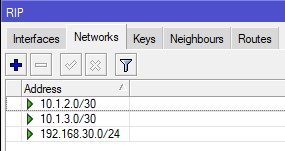 RIP
Interfaces Networks Keys Neighbours Routes
Address
10.1.2.0/30
10.1.3.0/30
192.168.30.0/24